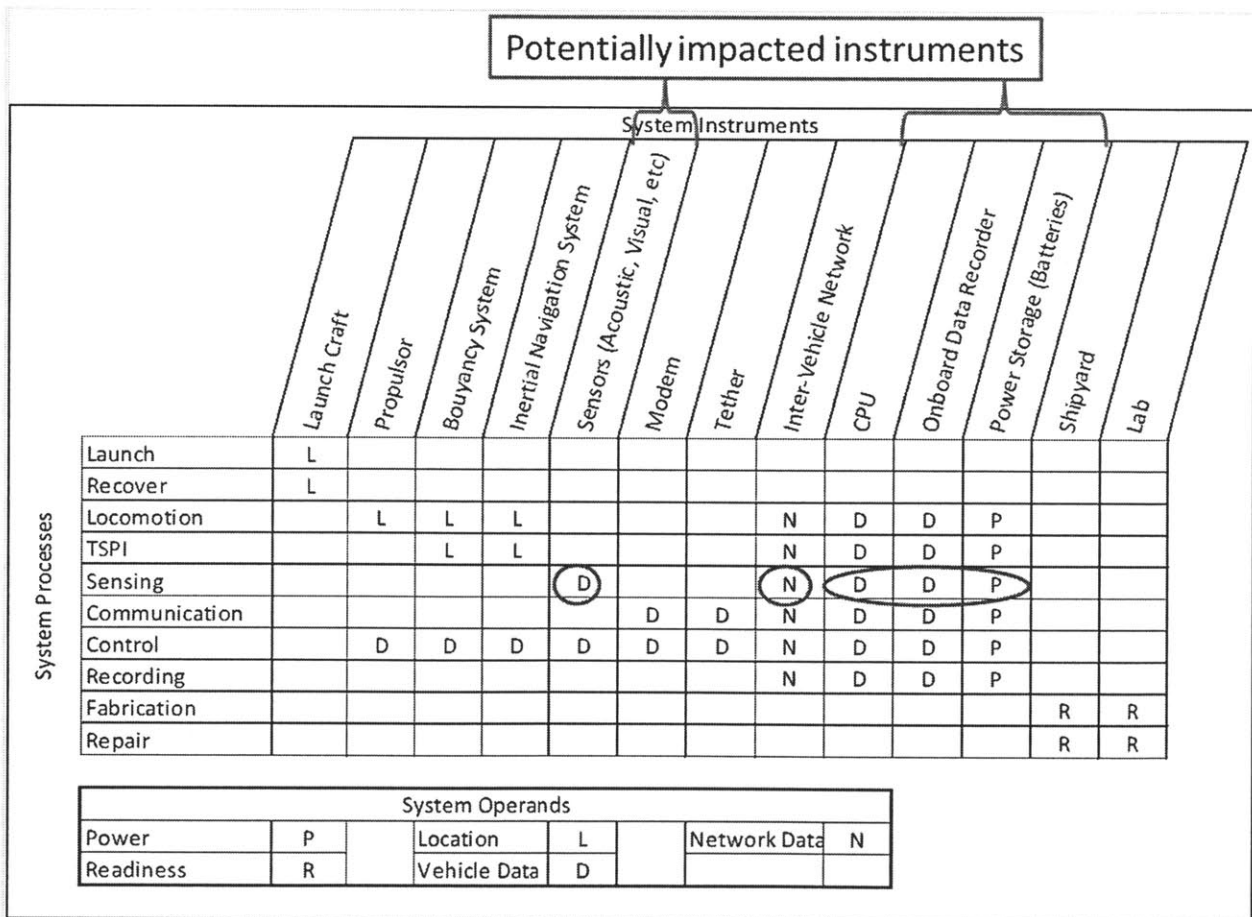 Potentially impacted instruments
System Instruments
Launch Craft
Propulsor
Bouyancy System
Inertial Navigation System
Sensors (Acoustic, Visual, etc)
Modem
Tether
Inter-Vehicle Network
CPU
Onboard Data Recorder
Power Storage (Batteries)
Shipyard
Lab
System Processes
Launch L
Recover L
Locomotion L L L N D D P
TSPI L L N D D P
Sensing D N D D P
Communication D D N D D P
Control D D D D D D N D D P
Recording N D D P
Fabrication R R
Repair R R
System Operands
Power P Location L Network Data N
Readiness R Vehicle Data D